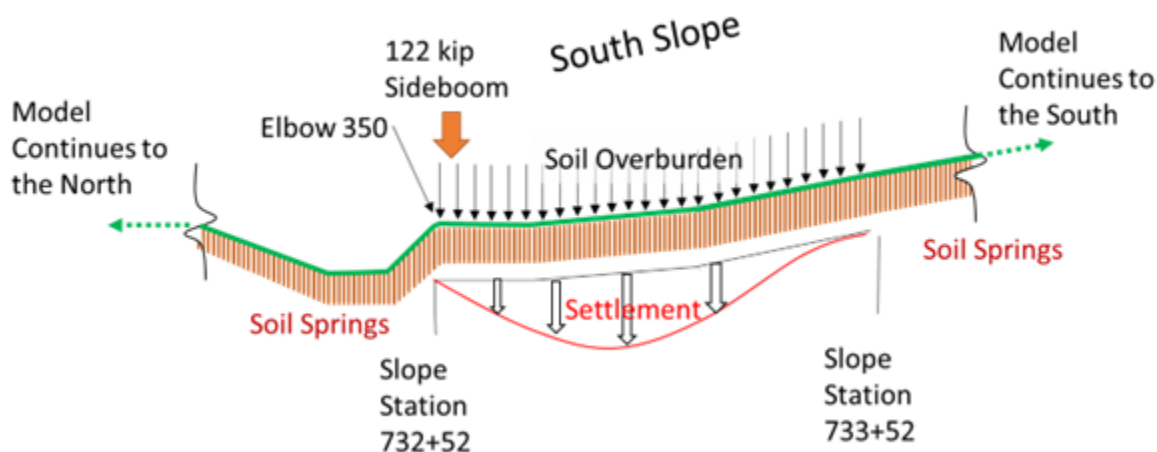 South Slope
122 kip
Sideboom
Model
Continues to
the South
Model
Continues to
the North
Elbow 350
Soil Overburden
Soil Springs
Settlement
Soil Springs
Slope
Station
732+52
Slope
Station
733+52